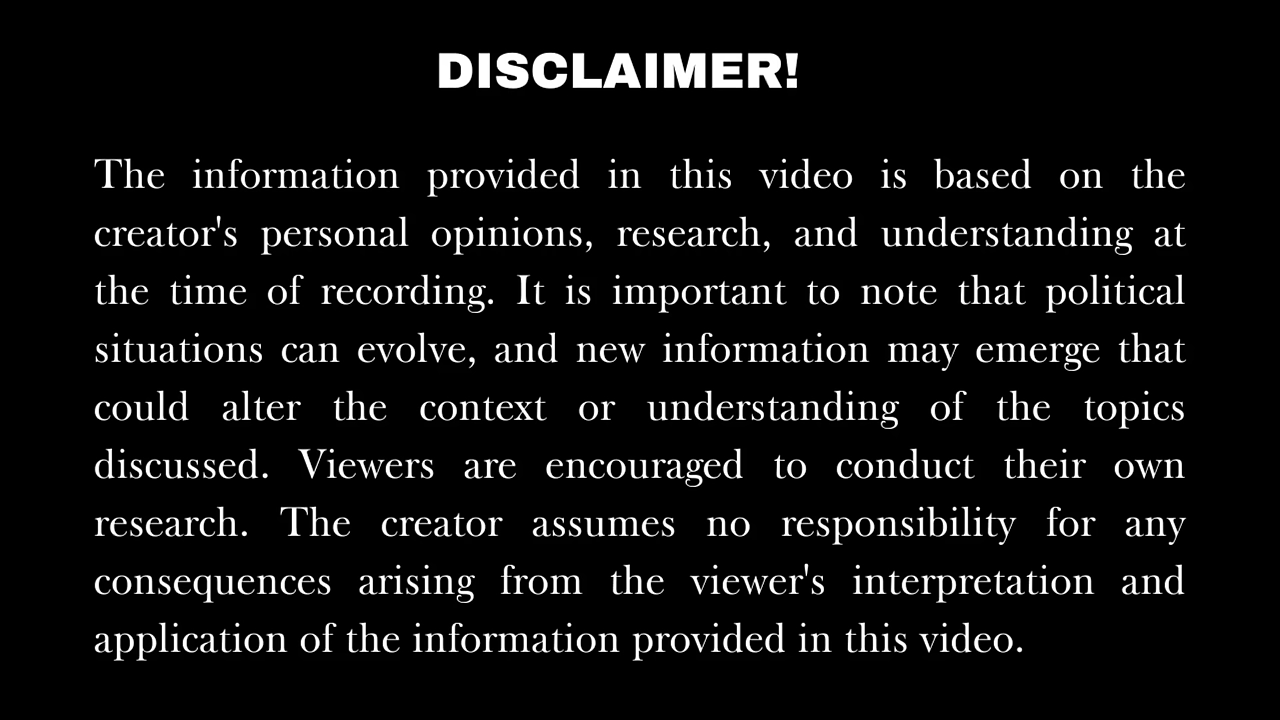 DISCLAIMER!
The information provided in this video is based on the
creator's personal opinions, research, and understanding at
the time of recording. It is important to note that political
situations can evolve, and new information may emerge that
could alter the context or understanding of the topics
discussed. Viewers are encouraged to conduct their own
research. The creator assumes no responsibility for any
consequences arising from the viewer's interpretation and
application of the information provided in this video.